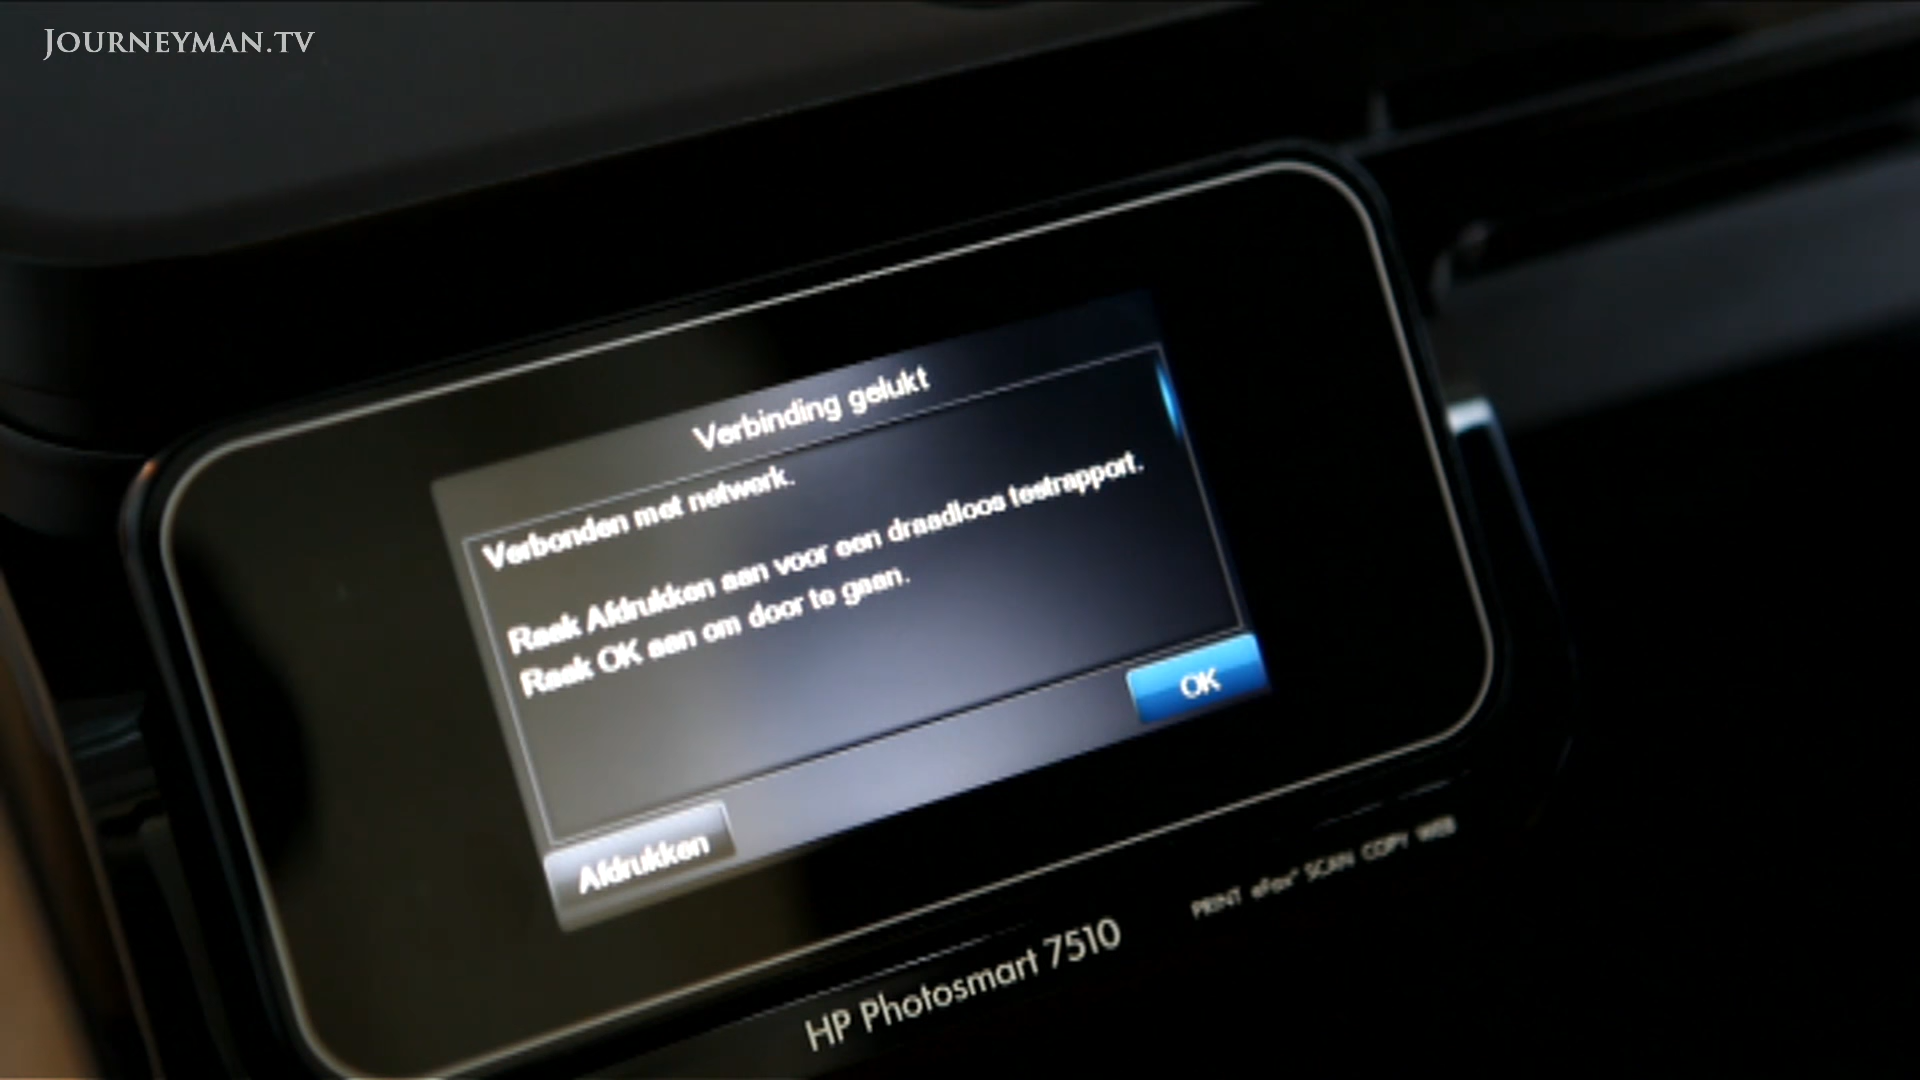 JOURNEYMAN.TV
Verbinding gelukt
Verbonden met netwerk.
Raak Afdrukken aan voor een draadloos testrapport.
Raak OK aan om door te gaan.
OK
Afdrukken
PRINT eFax SCAN COPY WEB
HP Photosmart 7510